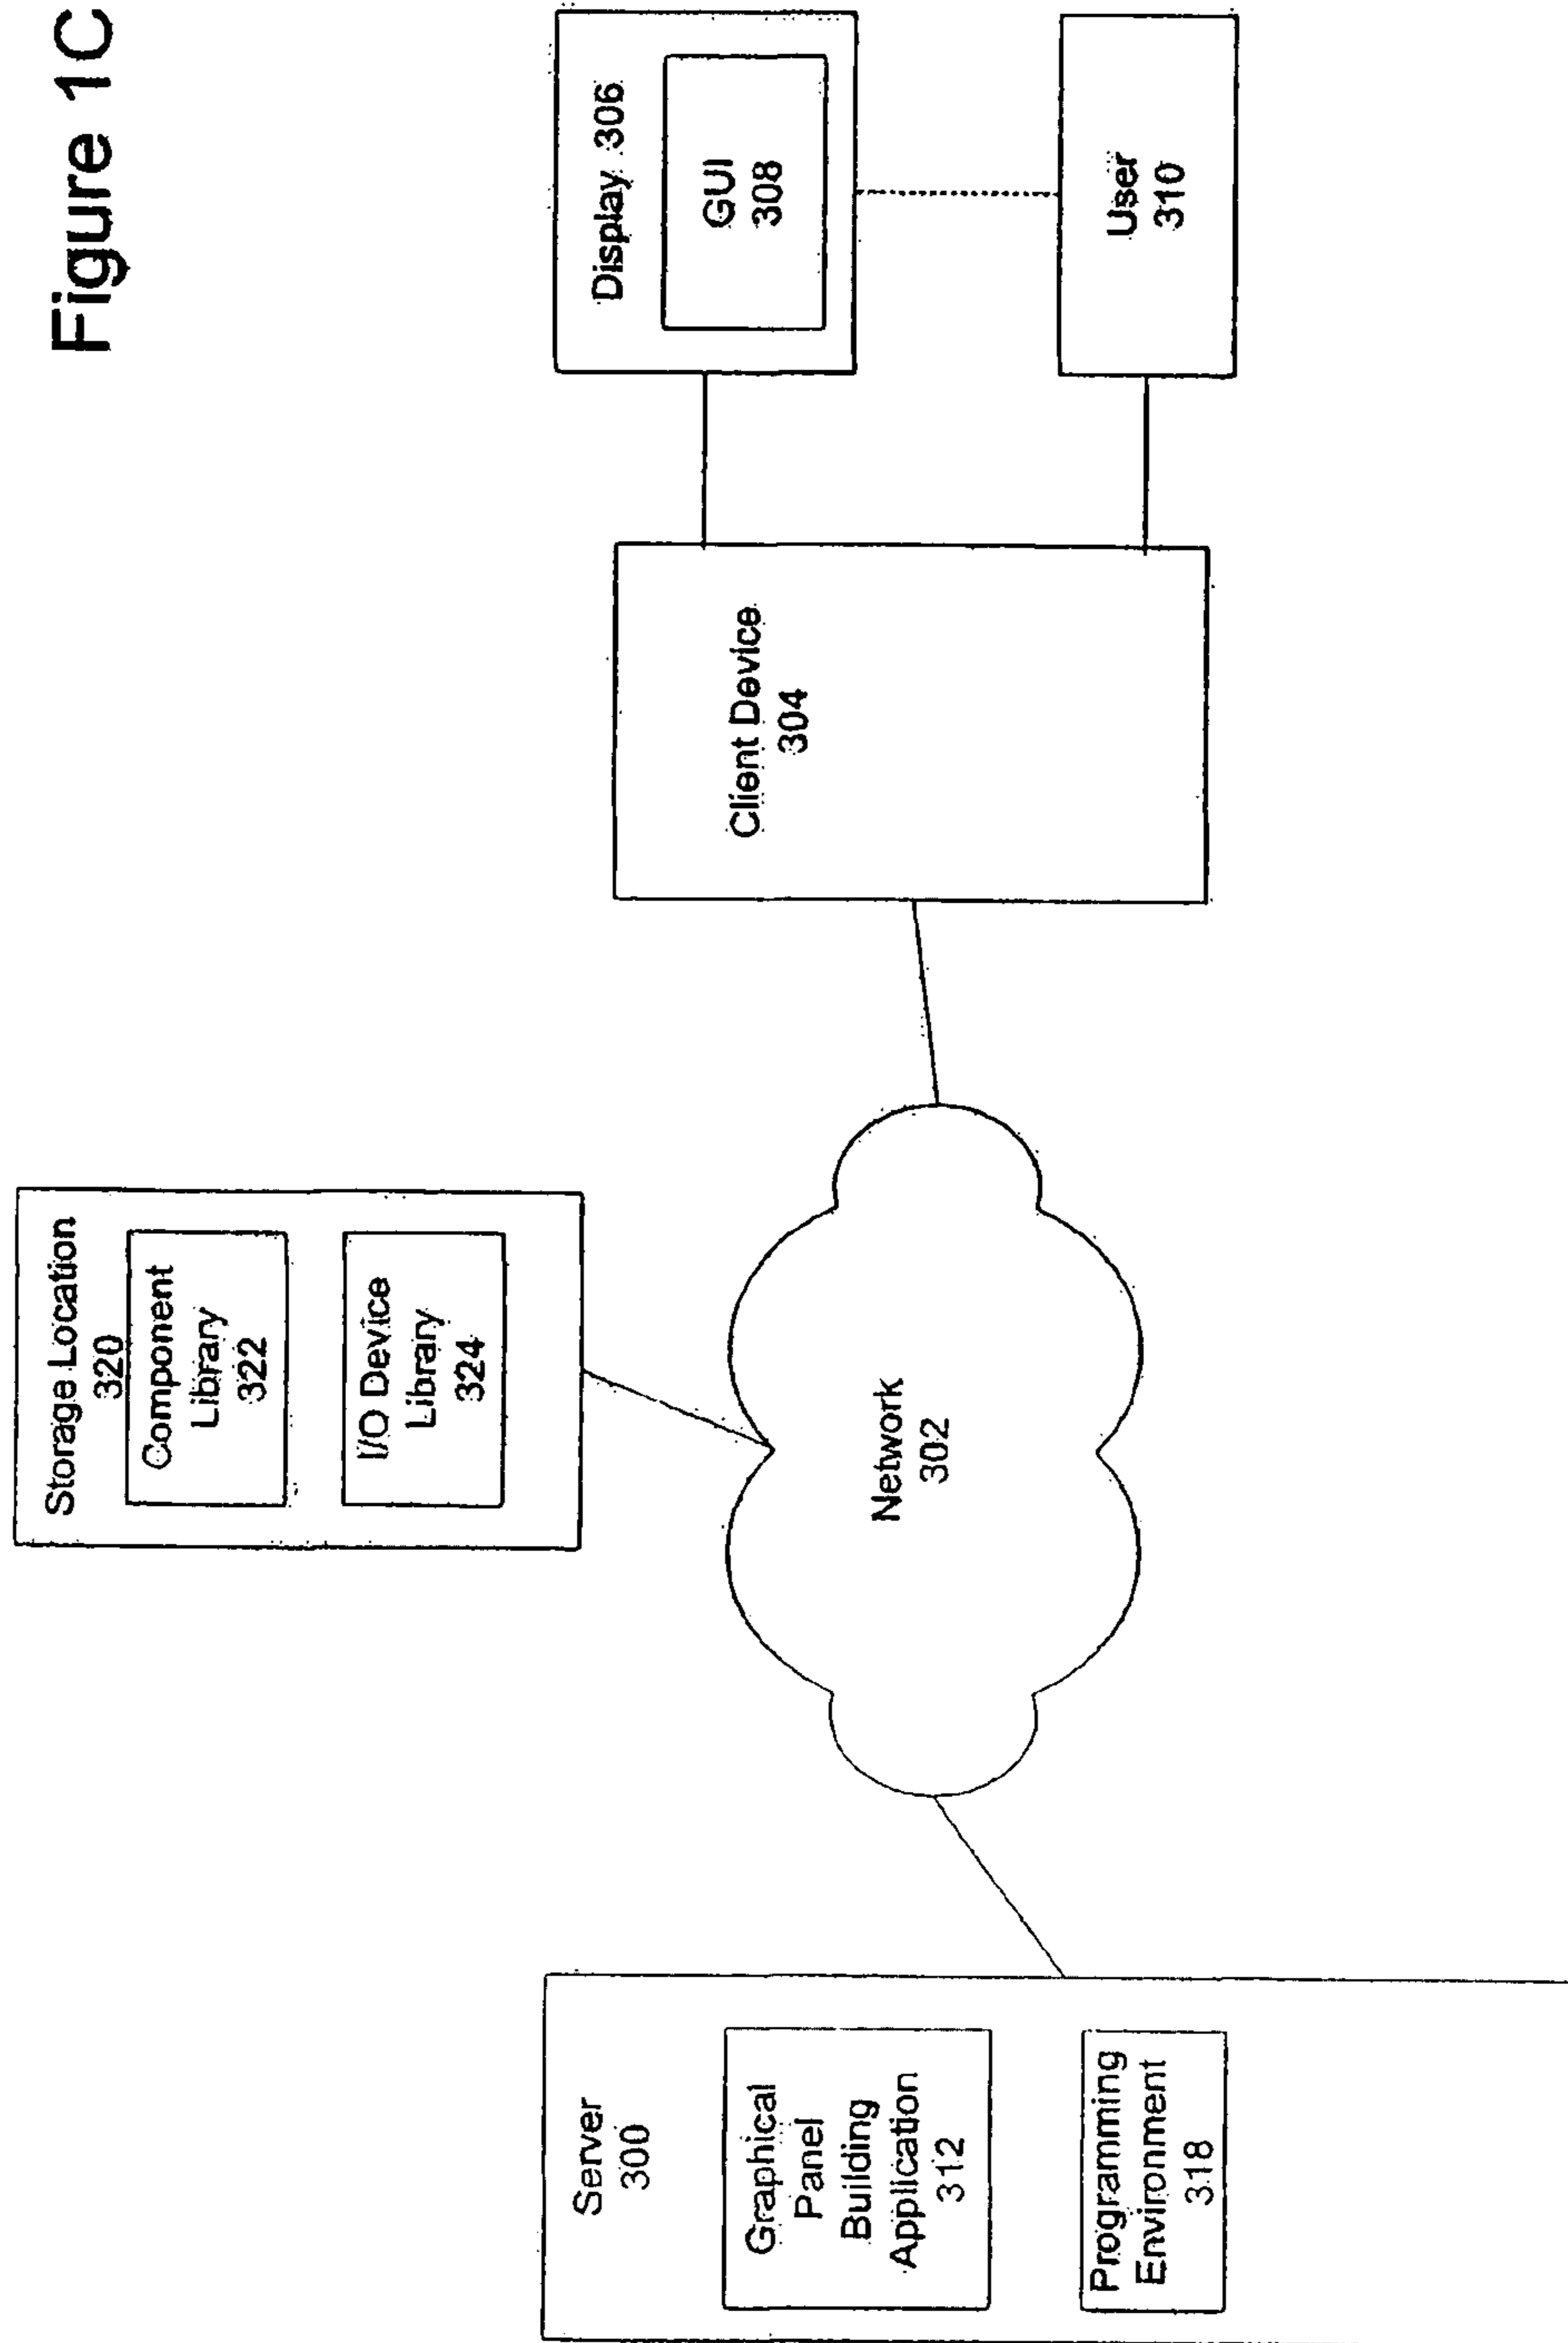 Figure 1C
Storage Location
320
Component
Library
322
I/O Device
Library
324
Server
300
Graphical
Panel
Building
Application
312
Programming
Environment
318
Network
302
Client Device
304
Display 306
GUI
308
User
310